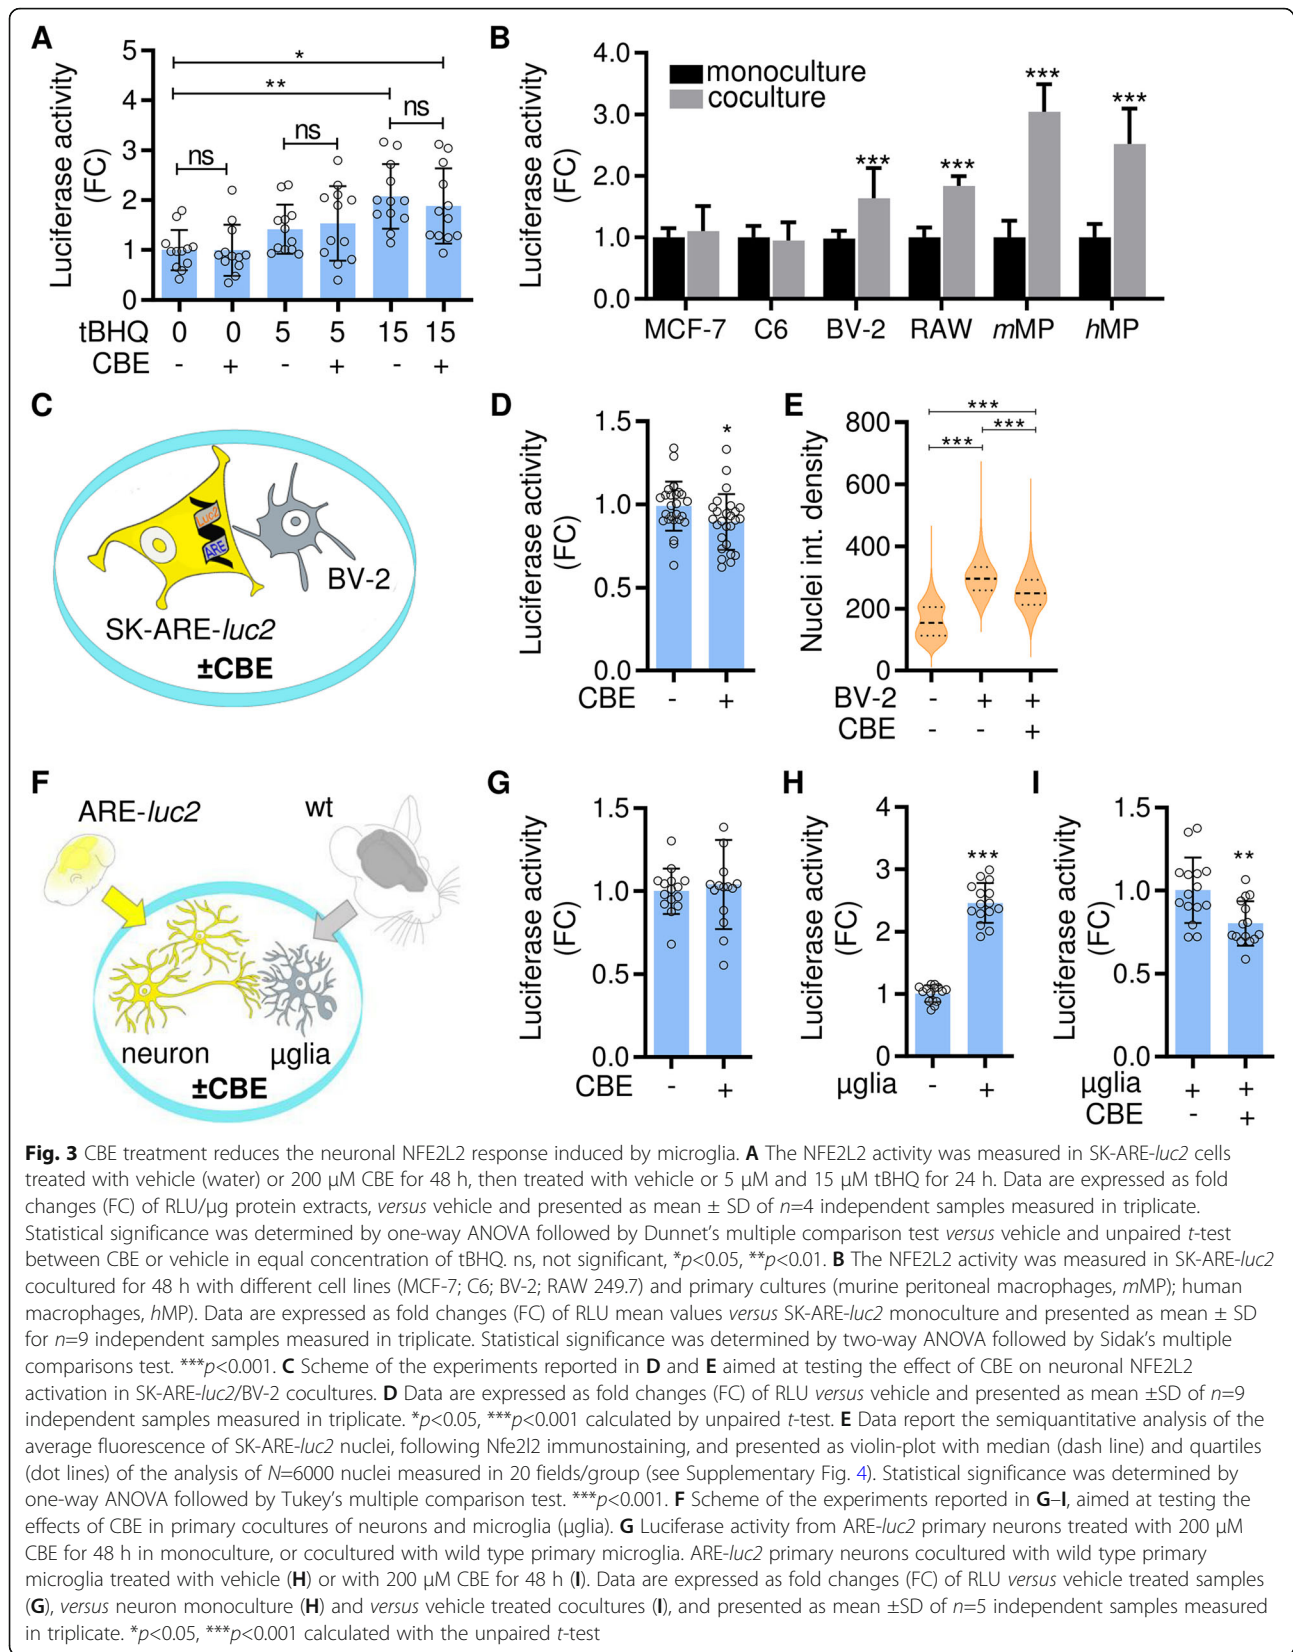 A
Luciferase activity
(FC)
5
4
3
2
1
0
*
**
ns
ns
ns
tBHQ 0 0 5 5 15 15
CBE - + - + - +
B
Luciferase activity
(FC)
4.0
3.0
2.0
1.0
0.0
monoculture
coculture
*** *** *** ***
MCF-7 C6 BV-2 RAW mMP hMP
C
Luc2
ARE
BV-2
SK-ARE-luc2
±CBE
D
Luciferase activity
(FC)
1.5
1.0
0.5
0.0
*
CBE - +
E
Nuclei int. density
800
600
400
200
0
***
*** ***
BV-2 - + +
CBE - - +
F
ARE-luc2
wt
neuron μglia
±CBE
G
Luciferase activity
(FC)
1.5
1.0
0.5
0.0
CBE - +
H
Luciferase activity
(FC)
4
3
2
1
0
***
μglia - +
I
Luciferase activity
(FC)
1.5
1.0
0.5
0.0
**
μglia + +
CBE - +
Fig. 3 CBE treatment reduces the neuronal NFE2L2 response induced by microglia. A The NFE2L2 activity was measured in SK-ARE-luc2 cells
treated with vehicle (water) or 200 μM CBE for 48 h, then treated with vehicle or 5 μM and 15 μM tBHQ for 24 h. Data are expressed as fold
changes (FC) of RLU/μg protein extracts, versus vehicle and presented as mean ± SD of n=4 independent samples measured in triplicate.
Statistical significance was determined by one-way ANOVA followed by Dunnet's multiple comparison test versus vehicle and unpaired t-test
between CBE or vehicle in equal concentration of tBHQ. ns, not significant, *p<0.05, **p<0.01. B The NFE2L2 activity was measured in SK-ARE-luc2
cocultured for 48 h with different cell lines (MCF-7; C6; BV-2; RAW 249.7) and primary cultures (murine peritoneal macrophages, mMP); human
macrophages, hMP). Data are expressed as fold changes (FC) of RLU mean values versus SK-ARE-luc2 monoculture and presented as mean ± SD
for n=9 independent samples measured in triplicate. Statistical significance was determined by two-way ANOVA followed by Sidak's multiple
comparisons test. ***p<0.001. C Scheme of the experiments reported in D and E aimed at testing the effect of CBE on neuronal NFE2L2
activation in SK-ARE-luc2/BV-2 cocultures. D Data are expressed as fold changes (FC) of RLU versus vehicle and presented as mean ±SD of n=9
independent samples measured in triplicate. *p<0.05, ***p<0.001 calculated by unpaired t-test. E Data report the semiquantitative analysis of the
average fluorescence of SK-ARE-luc2 nuclei, following Nfe2l2 immunostaining, and presented as violin-plot with median (dash line) and quartiles
(dot lines) of the analysis of N=6000 nuclei measured in 20 fields/group (see Supplementary Fig. 4). Statistical significance was determined by
one-way ANOVA followed by Tukey's multiple comparison test. ***p<0.001. F Scheme of the experiments reported in G–I, aimed at testing the
effects of CBE in primary cocultures of neurons and microglia (μglia). G Luciferase activity from ARE-luc2 primary neurons treated with 200 μM
CBE for 48 h in monoculture, or cocultured with wild type primary microglia. ARE-luc2 primary neurons cocultured with wild type primary
microglia treated with vehicle (H) or with 200 μM CBE for 48 h (I). Data are expressed as fold changes (FC) of RLU versus vehicle treated samples
(G), versus neuron monoculture (H) and versus vehicle treated cocultures (I), and presented as mean ±SD of n=5 independent samples measured
in triplicate. *p<0.05, ***p<0.001 calculated with the unpaired t-test